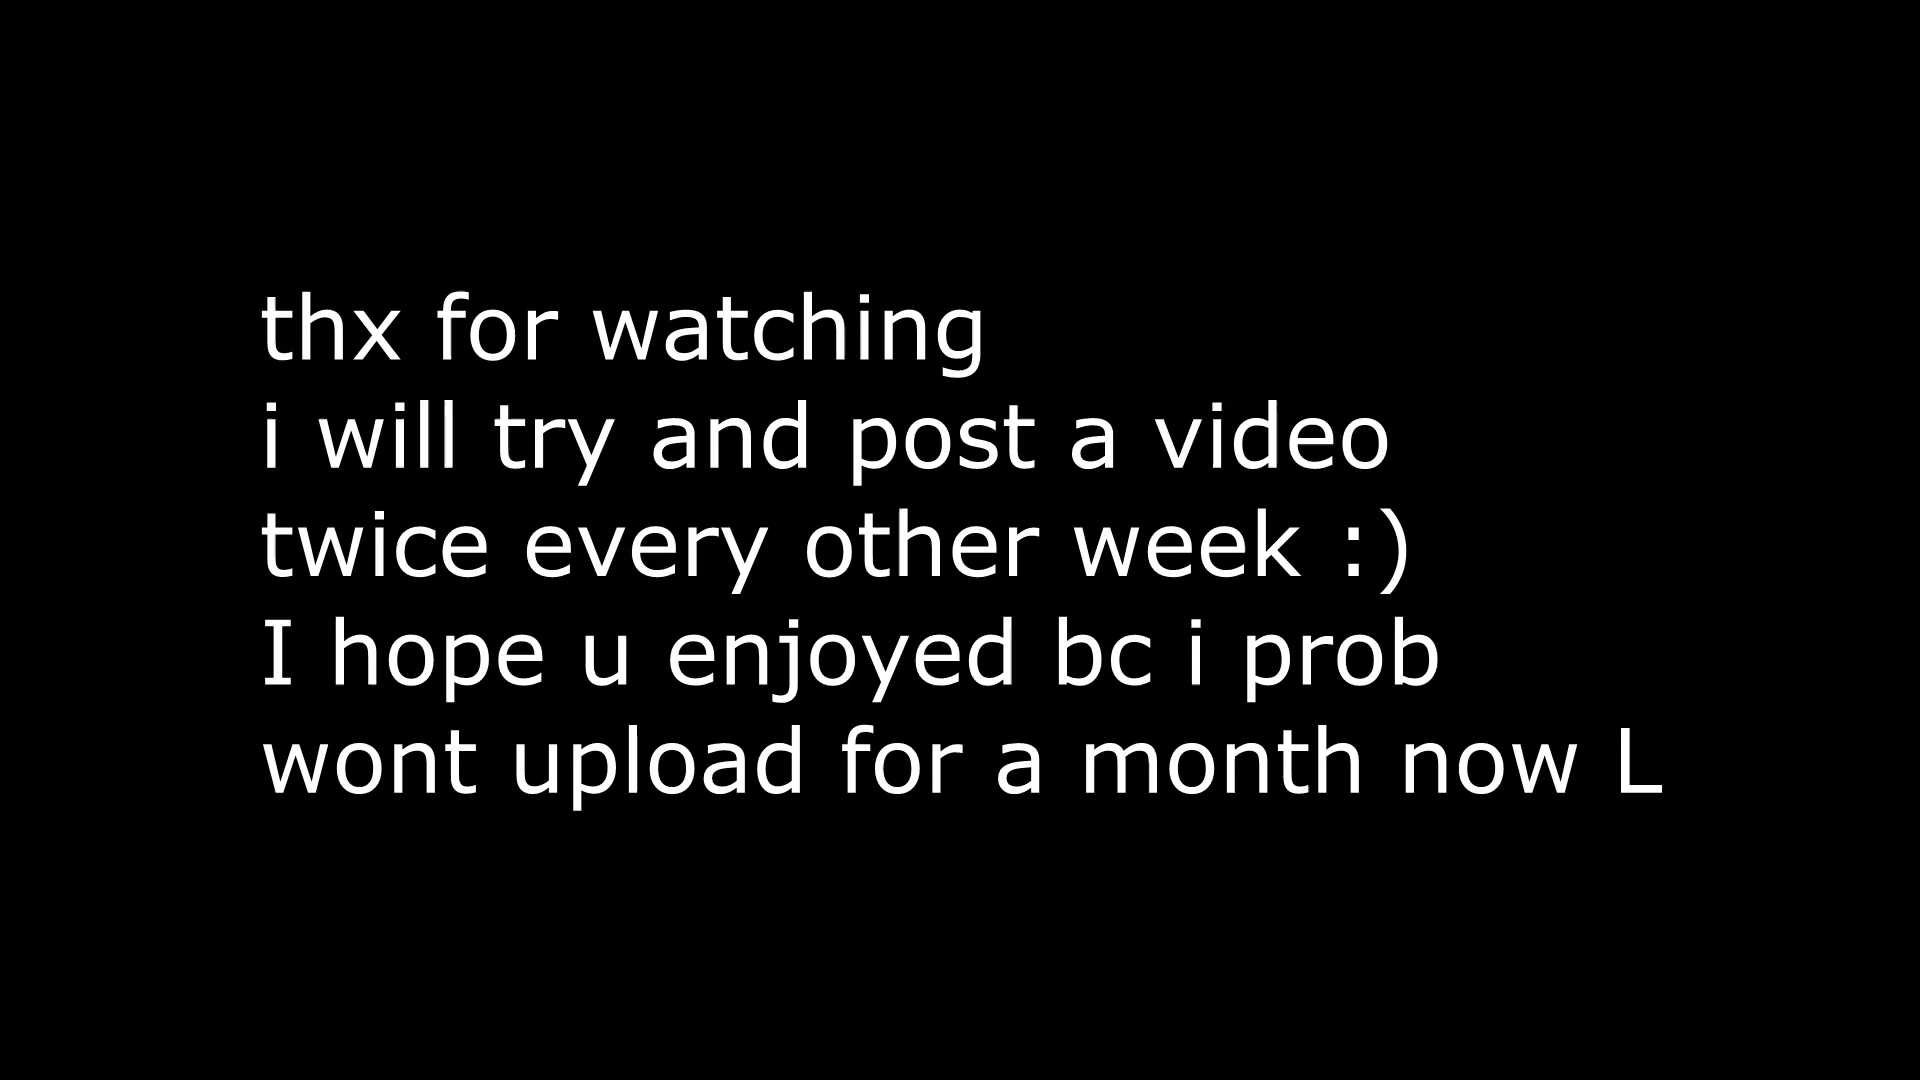 thx for watching
i will try and post a video
twice every other week :)
I hope u enjoyed bc i prob
wont upload for a month now L